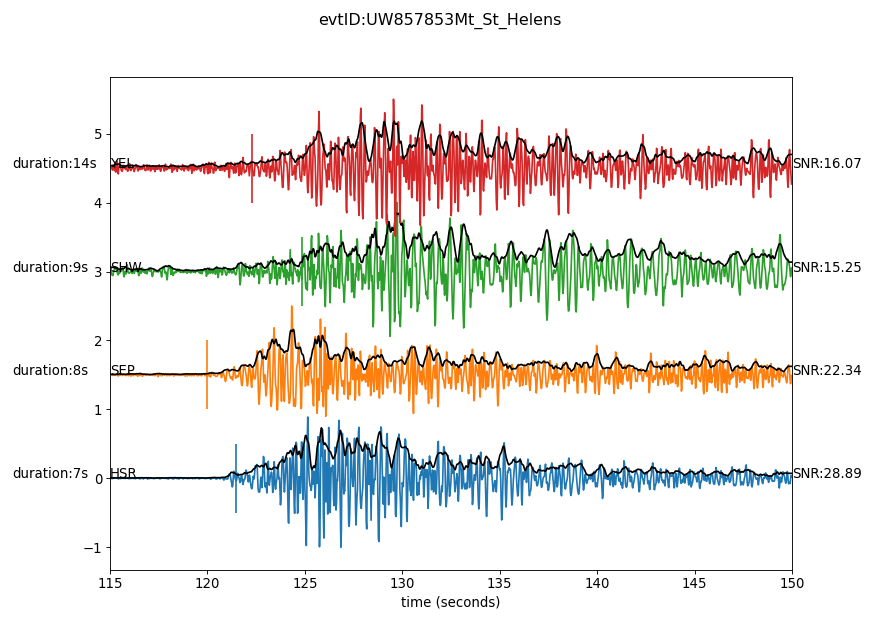 evtID:UW857853Mt_St_Helens
5
duration:14s YEL SNR:16.07
4
duration:9s 3 SHW SNR:15.25
2
duration:8s SEP SNR:22.34
1
duration:7s 0 HSR SNR:28.89
−1
115 120 125 130 135 140 145 150
time (seconds)